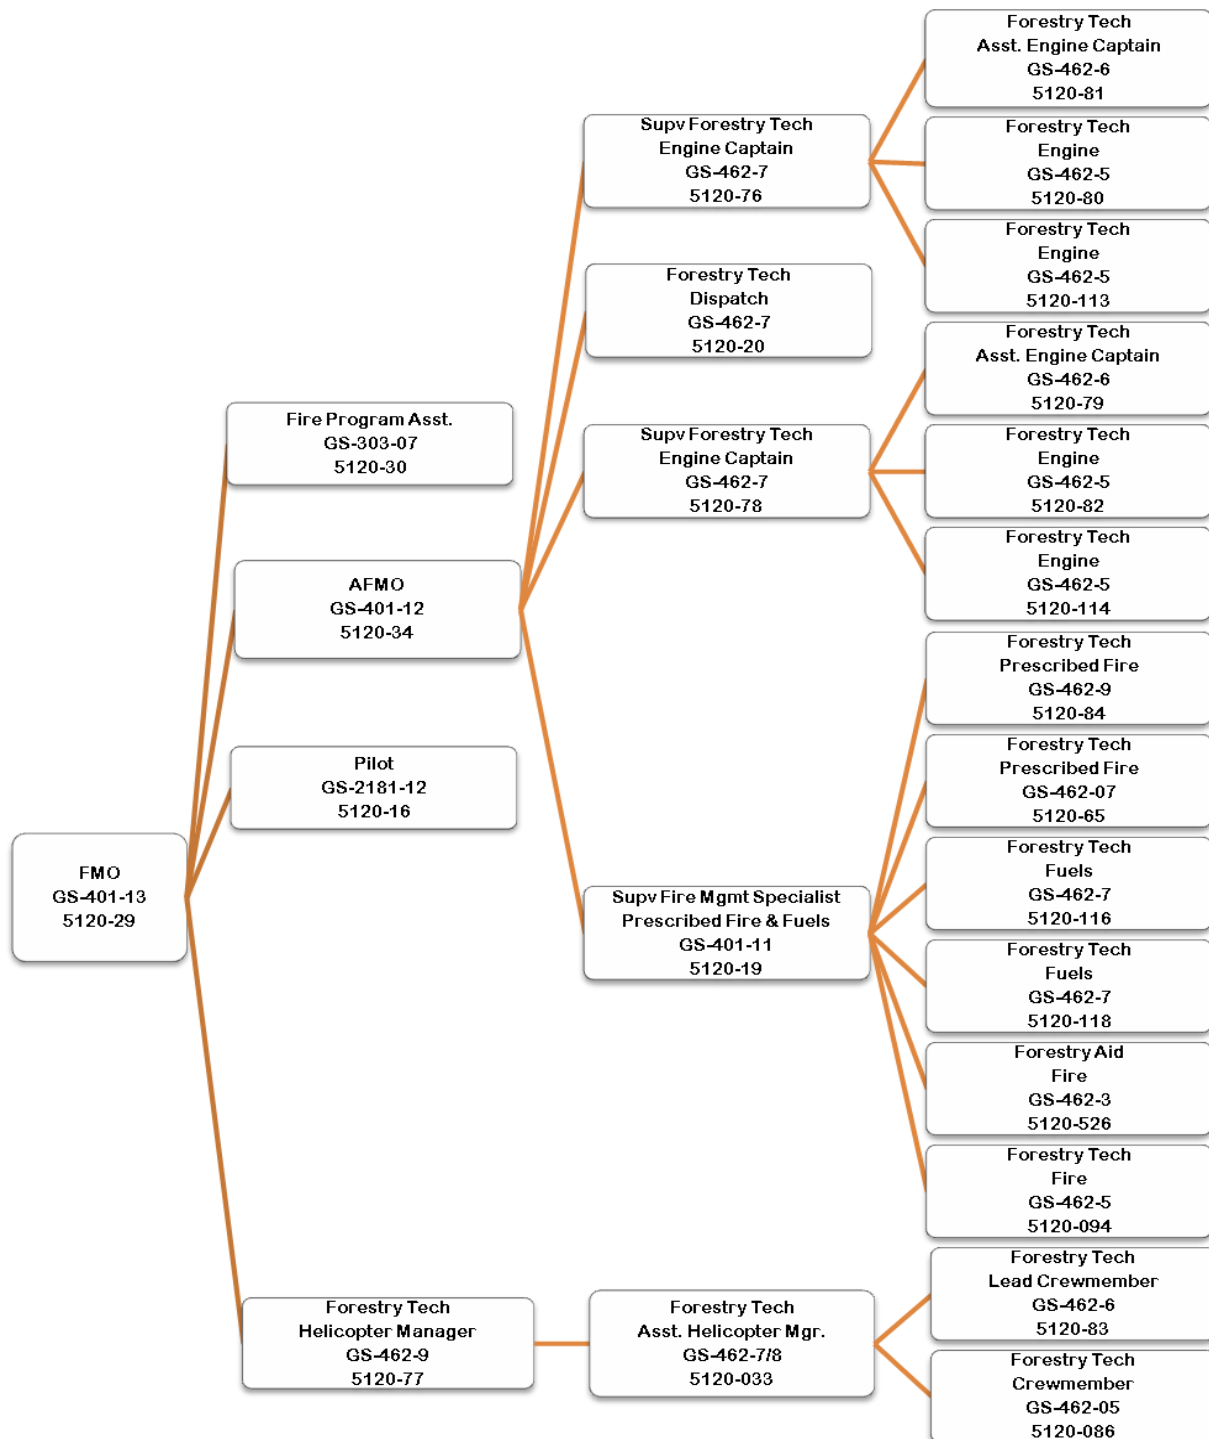 FMO
GS-401-13
5120-29
Fire Program Asst.
GS-303-07
5120-30
AFMO
GS-401-12
5120-34
Pilot
GS-2181-12
5120-16
Forestry Tech
Helicopter Manager
GS-462-9
5120-77
Supv Forestry Tech
Engine Captain
GS-462-7
5120-76
Forestry Tech
Dispatch
GS-462-7
5120-20
Supv Forestry Tech
Engine Captain
GS-462-7
5120-78
Supv Fire Mgmt Specialist
Prescribed Fire & Fuels
GS-401-11
5120-19
Forestry Tech
Asst. Helicopter Mgr.
GS-462-7/8
5120-033
Forestry Tech
Asst. Engine Captain
GS-462-6
5120-81
Forestry Tech
Engine
GS-462-5
5120-80
Forestry Tech
Engine
GS-462-5
5120-113
Forestry Tech
Asst. Engine Captain
GS-462-6
5120-79
Forestry Tech
Engine
GS-462-5
5120-82
Forestry Tech
Engine
GS-462-5
5120-114
Forestry Tech
Prescribed Fire
GS-462-9
5120-84
Forestry Tech
Prescribed Fire
GS-462-07
5120-65
Forestry Tech
Fuels
GS-462-7
5120-116
Forestry Tech
Fuels
GS-462-7
5120-118
Forestry Aid
Fire
GS-462-3
5120-526
Forestry Tech
Fire
GS-462-5
5120-094
Forestry Tech
Lead Crewmember
GS-462-6
5120-83
Forestry Tech
Crewmember
GS-462-05
5120-086